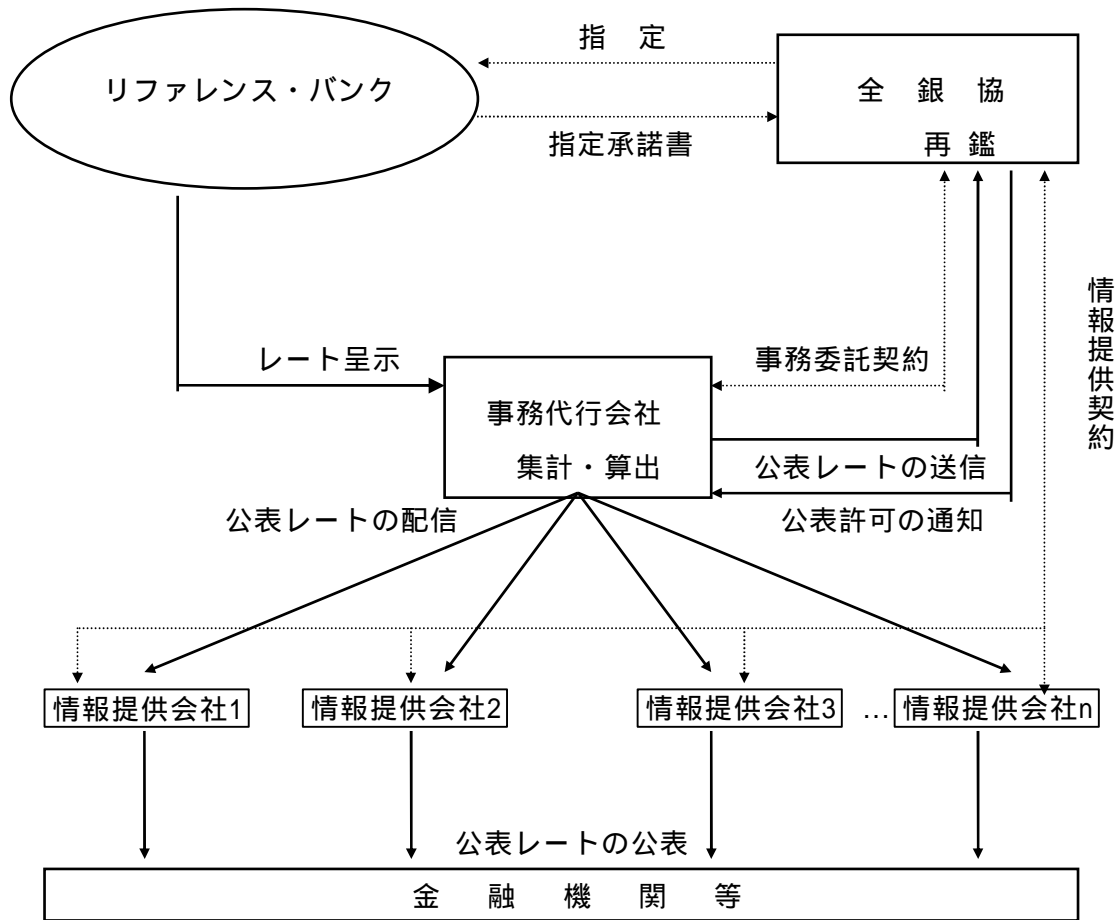 指 定
リファレンス・バンク
全 銀 協
再 鑑
指定承諾書
情報提供契約
レート呈示
事務委託契約
事務代行会社
集計・算出
公表レートの送信
公表レートの配信
公表許可の通知
情報提供会社1
情報提供会社2
情報提供会社3
…
情報提供会社n
公表レートの公表
金 融 機 関 等